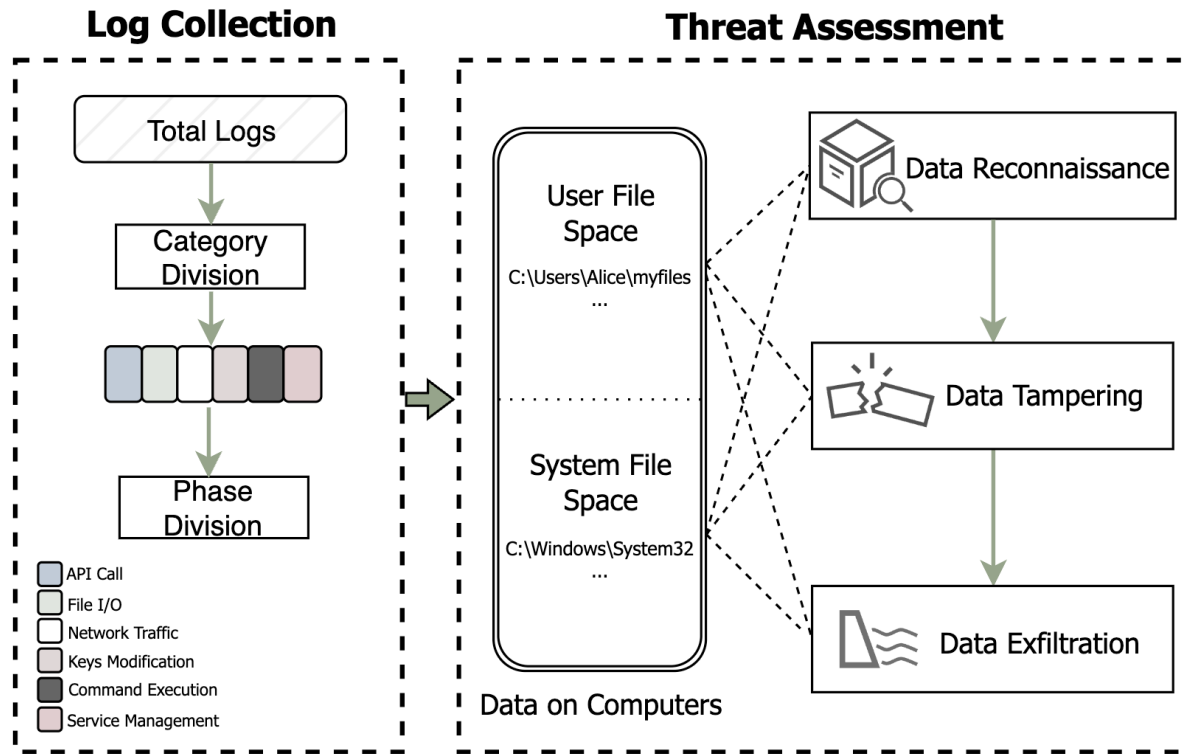 Log Collection
Total Logs
Category
Division
Phase
Division
API Call
File I/O
Network Traffic
Keys Modification
Command Execution
Service Management
Threat Assessment
User File
Space
C:\Users\Alice\myfiles
...
System File
Space
C:\Windows\System32
...
Data on Computers
Data Reconnaissance
Data Tampering
Data Exfiltration